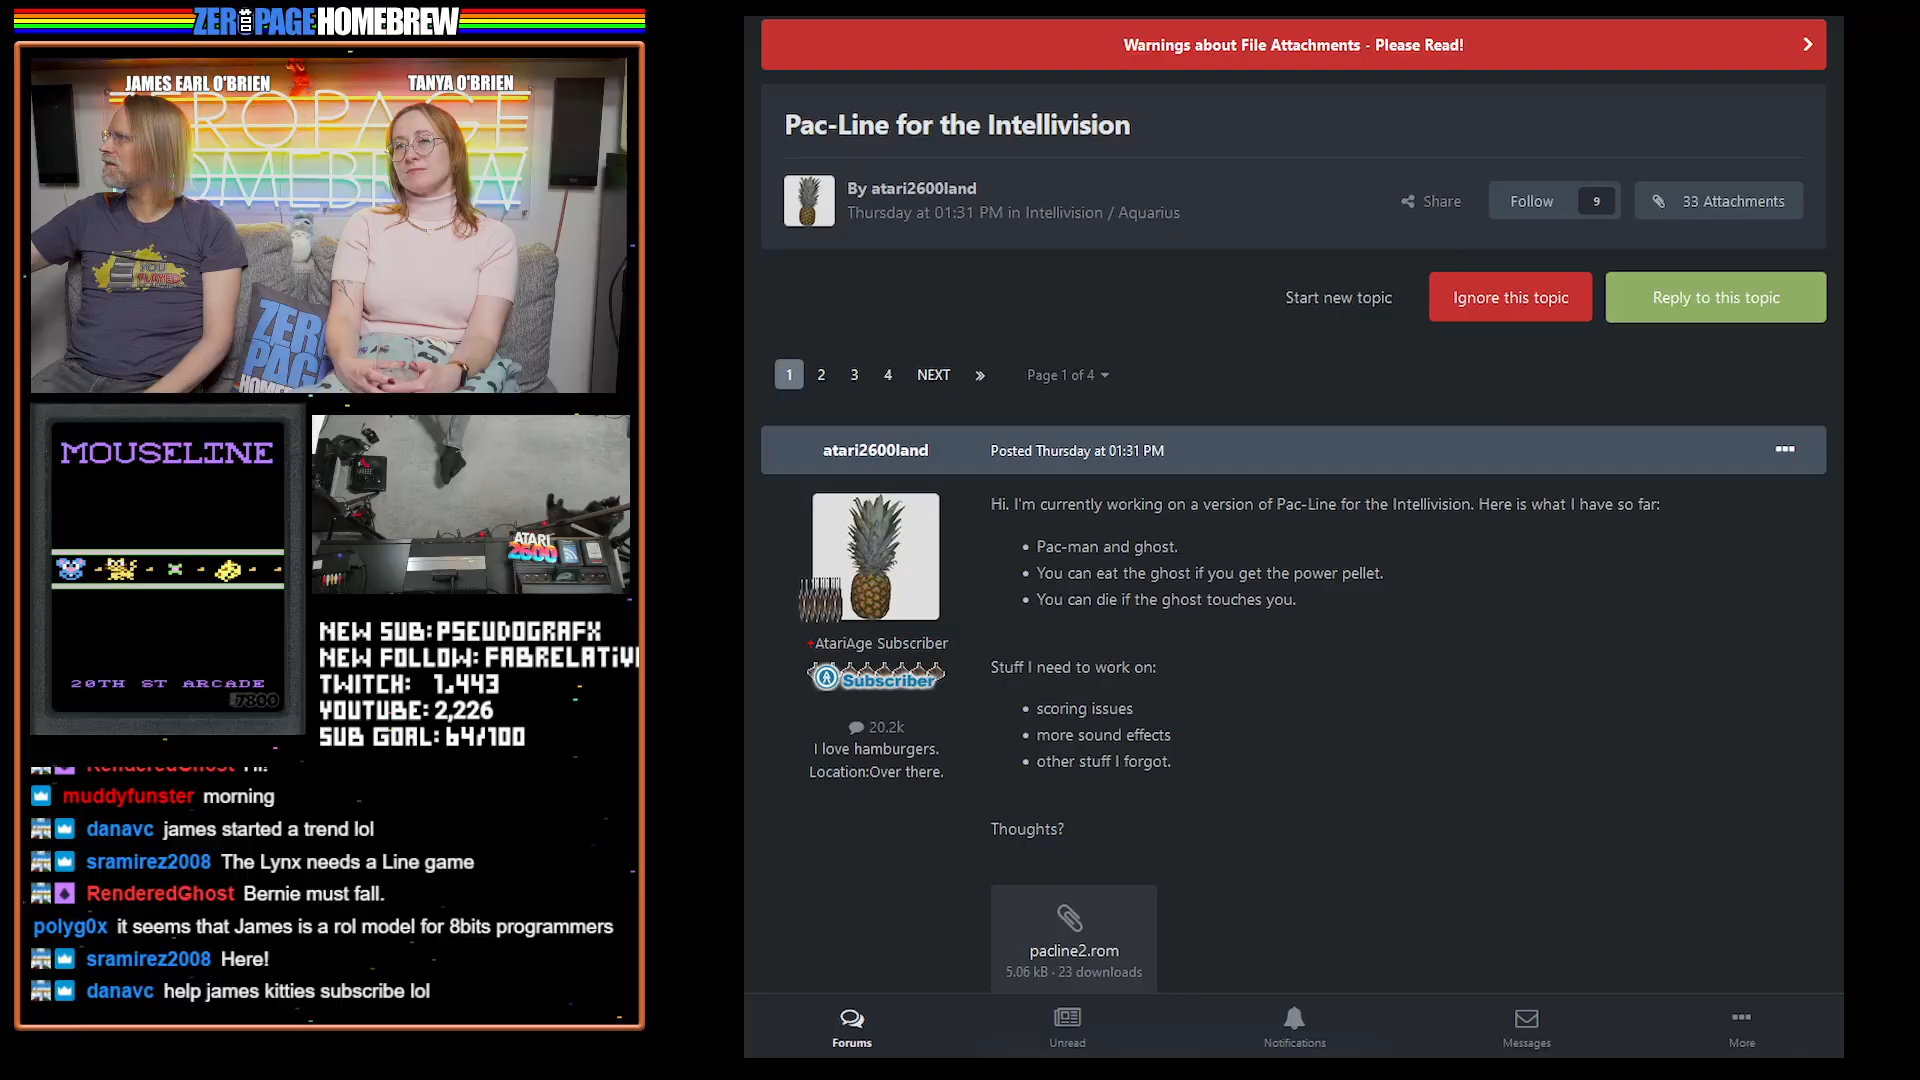 ZEROPAGEHOMEBREW
JAMES EARL O'BRIEN
TANYA O'BRIEN
MOUSELINE
20TH ST ARCADE
7800
ATARI
2600
NEW SUB: PSEUDOGRAFX
NEW FOLLOW: FABRELATIV
TWITCH: 1,443
YOUTUBE: 2,226
SUB GOAL: 64/100
RenderedGhost Hi!
muddyfunster morning
danavc james started a trend lol
sramirez2008 The Lynx needs a Line game
RenderedGhost Bernie must fall.
polyg0x it seems that James is a rol model for 8bits programmers
sramirez2008 Here!
danavc help james kitties subscribe lol
Warnings about File Attachments - Please Read!
Pac-Line for the Intellivision
By atari2600land
Thursday at 01:31 PM in Intellivision / Aquarius
Share
Follow 9
33 Attachments
Start new topic
Ignore this topic
Reply to this topic
1 2 3 4 NEXT » Page 1 of 4
atari2600land
Posted Thursday at 01:31 PM
+AtariAge Subscriber
Subscriber
20.2k
I love hamburgers.
Location:Over there.
Hi. I'm currently working on a version of Pac-Line for the Intellivision. Here is what I have so far:
Pac-man and ghost.
You can eat the ghost if you get the power pellet.
You can die if the ghost touches you.
Stuff I need to work on:
scoring issues
more sound effects
other stuff I forgot.
Thoughts?
pacline2.rom
5.06 kB · 23 downloads
Forums
Unread
Notifications
Messages
More